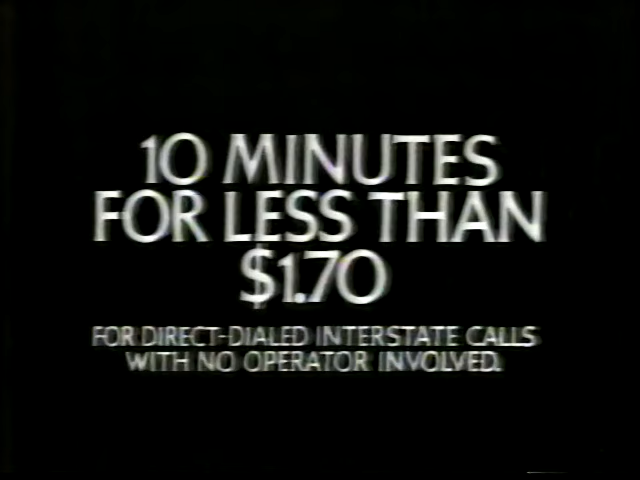 10 MINUTES
FOR LESS THAN
$1.70
FOR DIRECT-DIALED INTERSTATE CALLS
WITH NO OPERATOR INVOLVED.